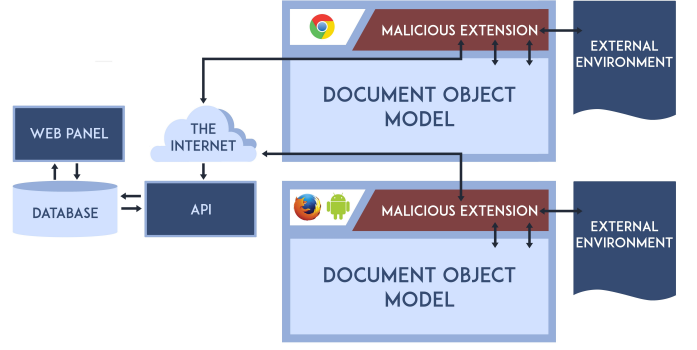 MALICIOUS EXTENSION
EXTERNAL
ENVIRONMENT
DOCUMENT OBJECT
MODEL
WEB PANEL
THE
INTERNET
DATABASE
API
MALICIOUS EXTENSION
EXTERNAL
ENVIRONMENT
DOCUMENT OBJECT
MODEL